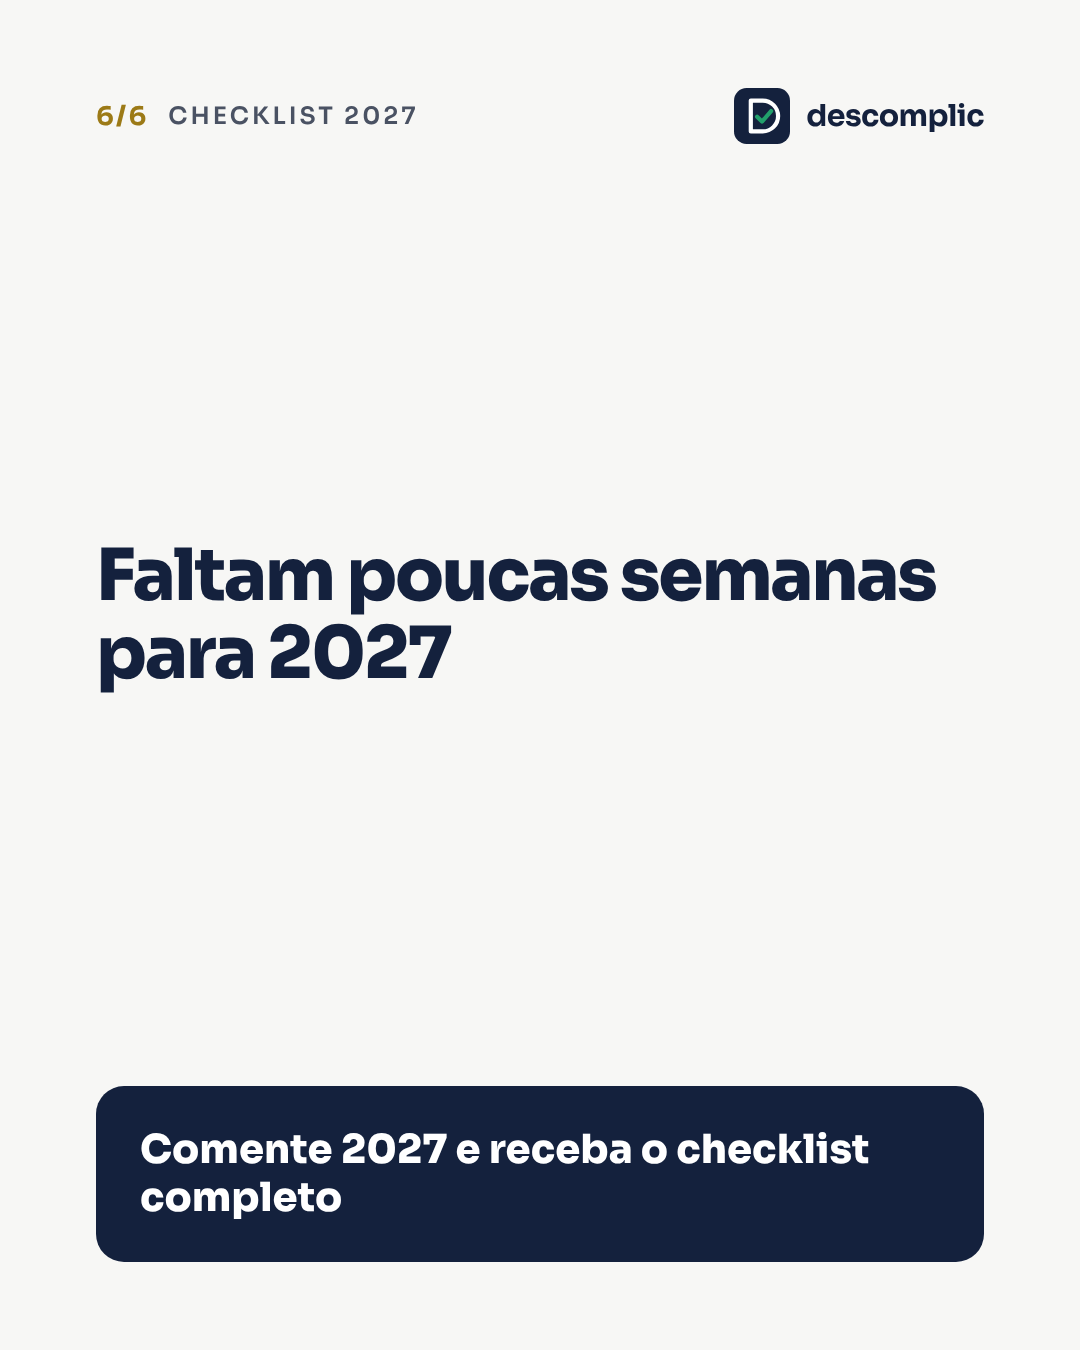 6/6 CHECKLIST 2027
descomplic
Faltam poucas semanas
para 2027
Comente 2027 e receba o checklist
completo